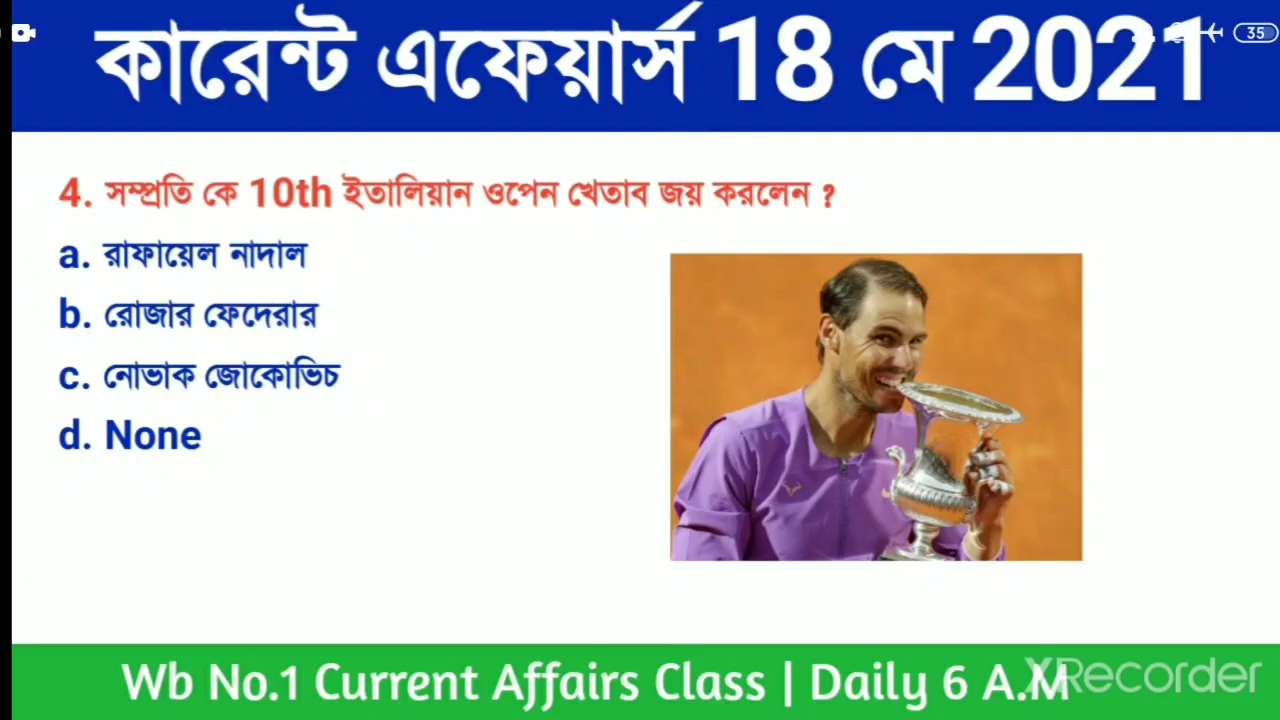 কারেন্ট এফেয়ার্স 18 মে 2021
35
4. সম্প্রতি কে 10th ইতালিয়ান ওপেন খেতাব জয় করলেন ?
a. রাফায়েল নাদাল
b. রোজার ফেদেরার
c. নোভাক জোকোভিচ
d. None
Wb No.1 Current Affairs Class | Daily 6 A.M
XRecorder